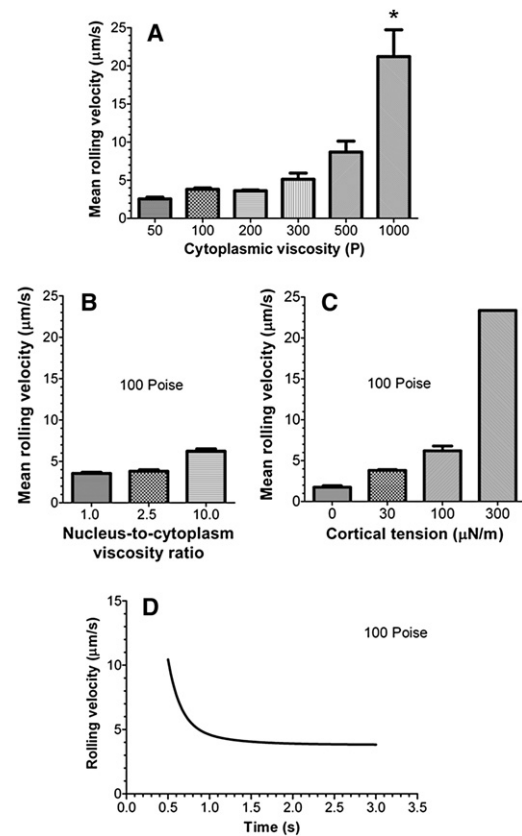 *
A
Mean rolling velocity (μm/s)
25
20
15
10
5
0
50 100 200 300 500 1000
Cytoplasmic viscosity (P)
B
Mean rolling velocity (μm/s)
25
20
15
10
5
0
100 Poise
1.0 2.5 10.0
Nucleus-to-cytoplasm
viscosity ratio
C
Mean rolling velocity (μm/s)
25
20
15
10
5
0
100 Poise
0 30 100 300
Cortical tension (μN/m)
D
Rolling velocity (μm/s)
15
10
5
0
100 Poise
0.0 0.5 1.0 1.5 2.0 2.5 3.0 3.5
Time (s)